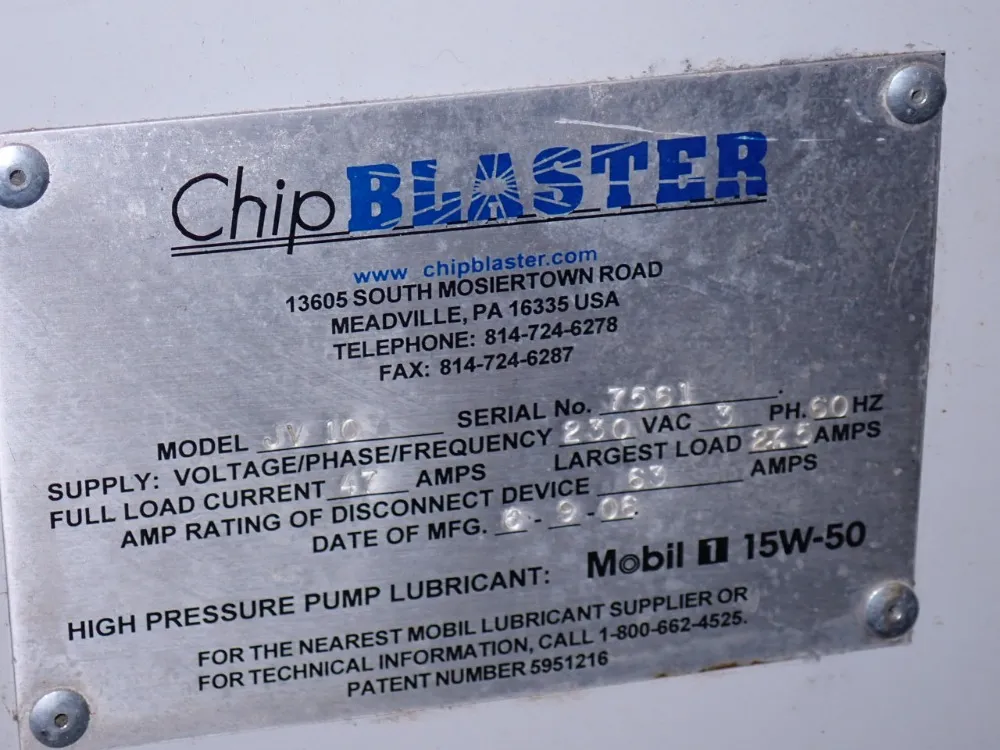 Chip BLASTER
www chipblaster.com
13605 SOUTH MOSIERTOWN ROAD
MEADVILLE, PA 16335 USA
TELEPHONE: 814-724-6278
FAX: 814-724-6287
MODEL JV 10 SERIAL No. 7561.
SUPPLY: VOLTAGE/PHASE/FREQUENCY 230 VAC 3 PH. 60 HZ
FULL LOAD CURRENT 47 AMPS LARGEST LOAD AMPS
AMP RATING OF DISCONNECT DEVICE 63 AMPS
DATE OF MFG. - 9 -
HIGH PRESSURE PUMP LUBRICANT: Mobil 1 15W-50
FOR THE NEAREST MOBIL LUBRICANT SUPPLIER OR
FOR TECHNICAL INFORMATION, CALL 1-800-662-4525.
PATENT NUMBER 5951216